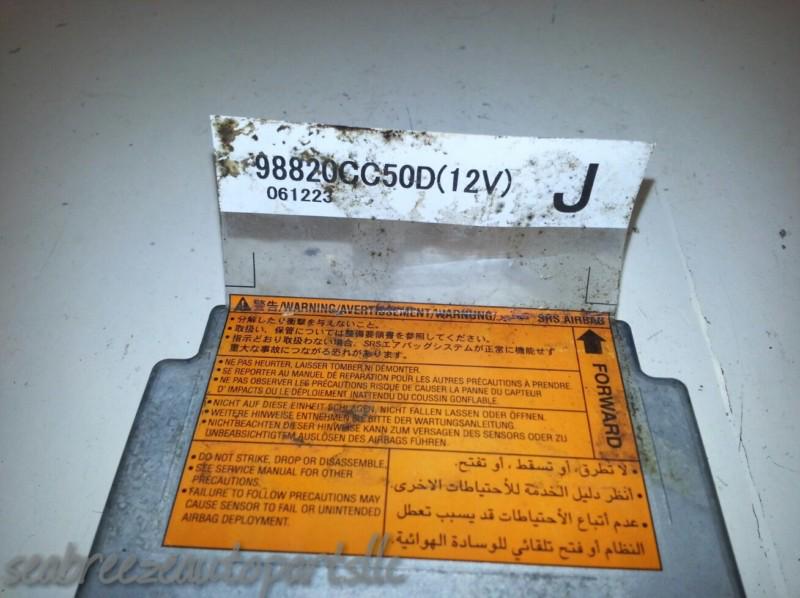 98820CC50D(12V)
061223
J
警告/WARNING/AVERTISSEMENT/WARNUNG/
SRS AIRBAG
• 分解したり衝撃を与えないこと。
• 取扱い、保管については整備要領書を参照してください。
• 指示どおり取扱わない場合、SRSエアバッグシステムが正常に機能せず
重大な事故につながる恐れがあります。
FORWARD
• NE PAS HEURTER, LAISSER TOMBER NI DÉMONTER.
• SE REPORTER AU MANUEL DE RÉPARATION POUR LES AUTRES PRÉCAUTIONS À PRENDRE.
• NE PAS OBSERVER LES PRÉCAUTIONS RISQUE DE CAUSER LA PANNE DU CAPTEUR
D'IMPACTS OU LE DÉPLOIEMENT INATTENDU DU COUSSIN GONFLABLE.
• NICHT AUF DIESE EINHEIT SCHLAGEN, NICHT FALLEN LASSEN ODER ÖFFNEN.
• WEITERE HINWEISE ENTNEHMEN SIE BITTE DER WARTUNGSANLEITUNG.
• NICHTBEACHTEN DIESER HINWEISE KANN ZUM VERSAGEN DES SENSORS ODER ZU
UNBEABSICHTIGTEM AUSLÖSEN DES AIRBAGS FÜHREN.
• DO NOT STRIKE, DROP OR DISASSEMBLE.
• SEE SERVICE MANUAL FOR OTHER
PRECAUTIONS.
• FAILURE TO FOLLOW PRECAUTIONS MAY
CAUSE SENSOR TO FAIL OR UNINTENDED
AIRBAG DEPLOYMENT.
• لا تطرق، أو تسقط، أو تفتح.
• انظر دليل الخدمة للأحتياطات الاخرى.
• عدم أتباع الأحتياطات قد يسبب تعطل
النظام أو فتح تلقائي للوسادة الهوائية.
seabreezeautopartsllc